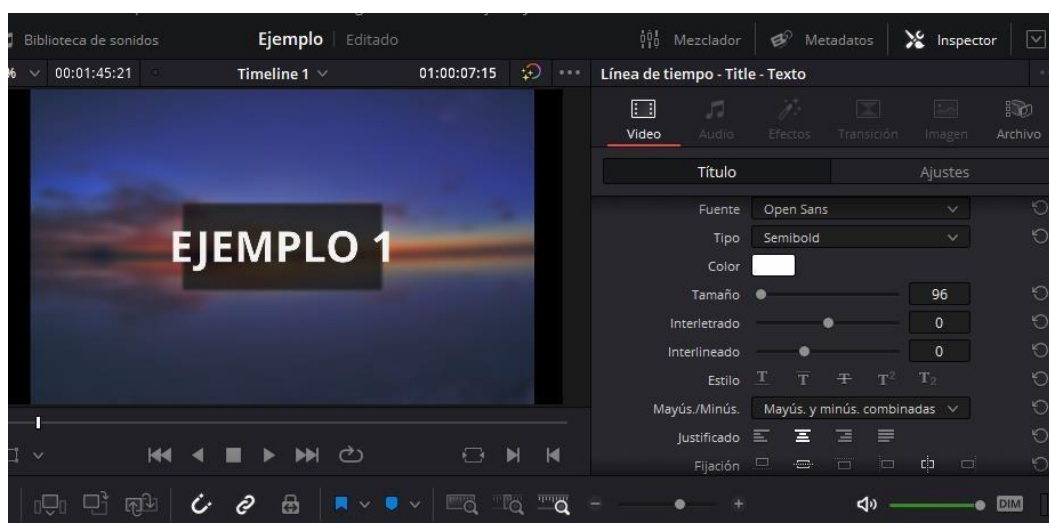 Biblioteca de sonidos Ejemplo Editado Mezclador Metadatos Inspector
% 00:01:45:21 Timeline 1 01:00:07:15 Línea de tiempo - Title - Texto
Video Audio Efectos Transición Imagen Archivo
Título Ajustes
Fuente Open Sans
Tipo Semibold
Color
EJEMPLO 1
Tamaño 96
Interletrado 0
Interlineado 0
Estilo T T T T² T₂
Mayús./Minús. Mayús. y minús. combinadas
Justificado
Fijación
DIM